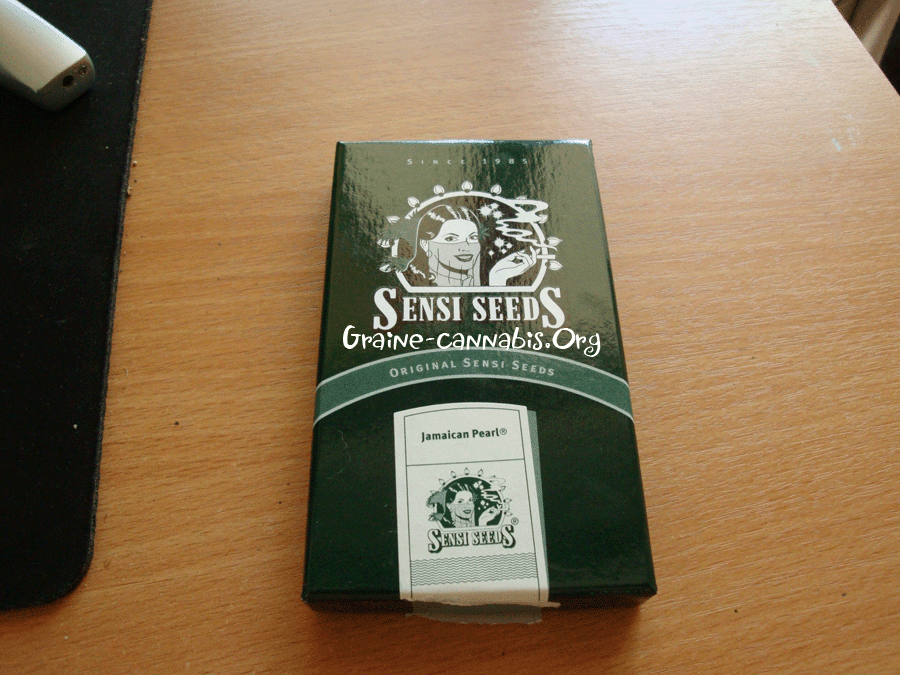 SINCE 1985
SENSI SEEDS
Graine-cannabis.Org
ORIGINAL SENSI SEEDS
Jamaican Pearl®
SENSI SEEDS®